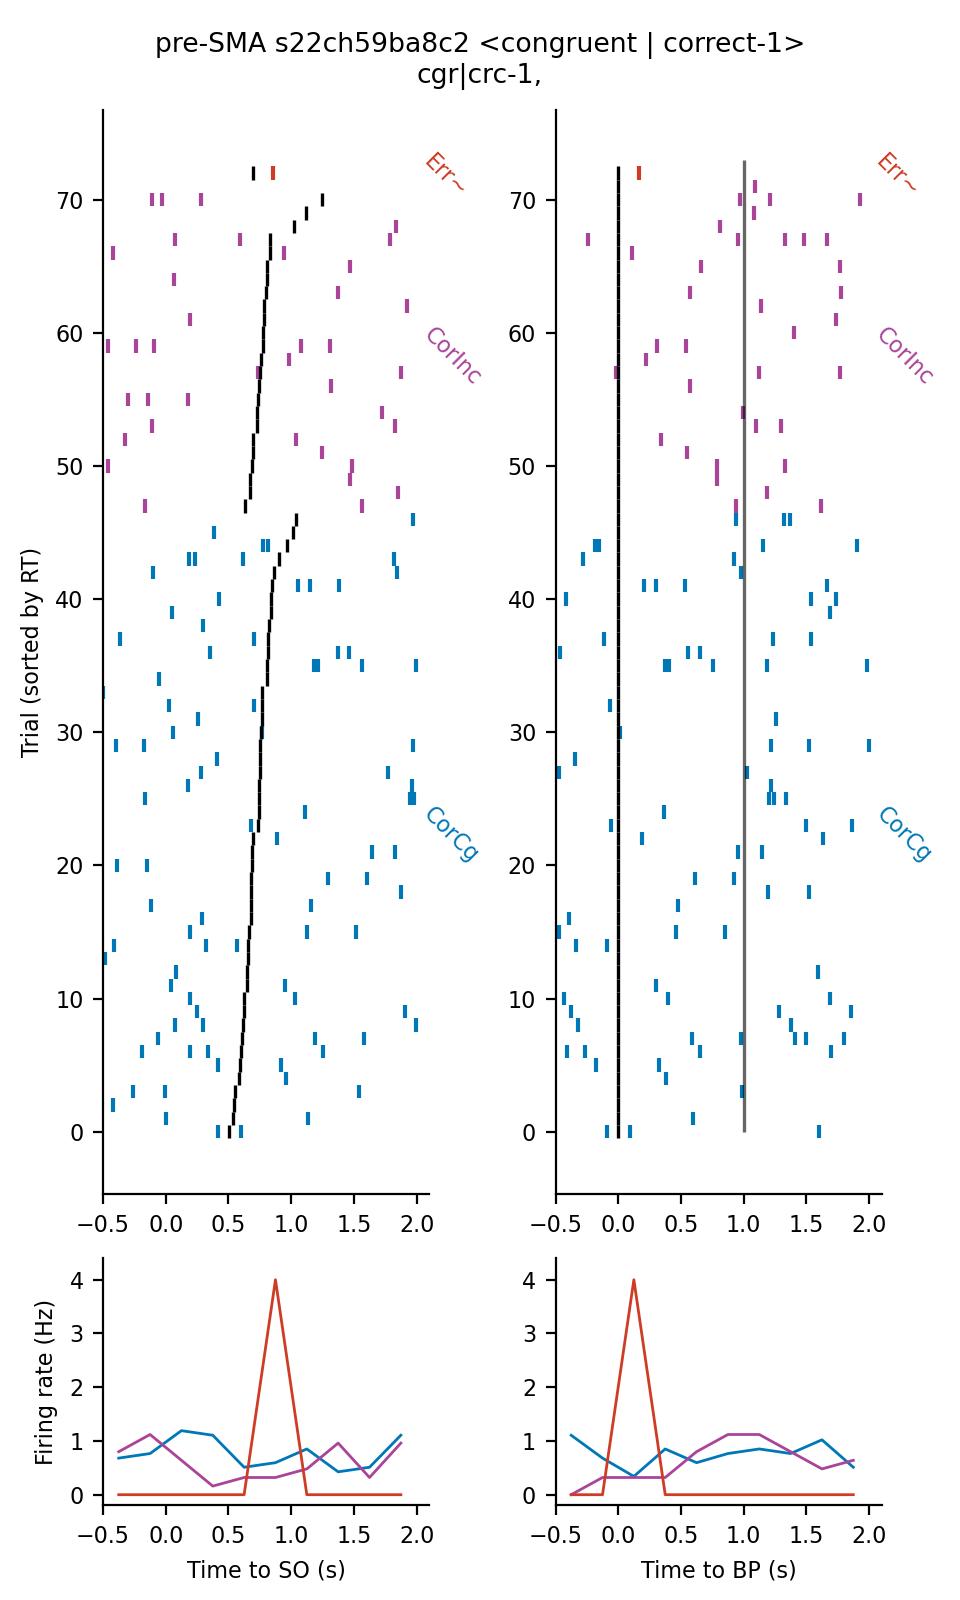 pre-SMA s22ch59ba8c2 <congruent | correct-1>
cgr|crc-1,
Trial (sorted by RT)
70
60
50
40
30
20
10
0
−0.5 0.0 0.5 1.0 1.5 2.0
Err~
CorInc
CorCg
70
60
50
40
30
20
10
0
−0.5 0.0 0.5 1.0 1.5 2.0
Err~
CorInc
CorCg
Firing rate (Hz)
4
3
2
1
0
−0.5 0.0 0.5 1.0 1.5 2.0
Time to SO (s)
4
3
2
1
0
−0.5 0.0 0.5 1.0 1.5 2.0
Time to BP (s)